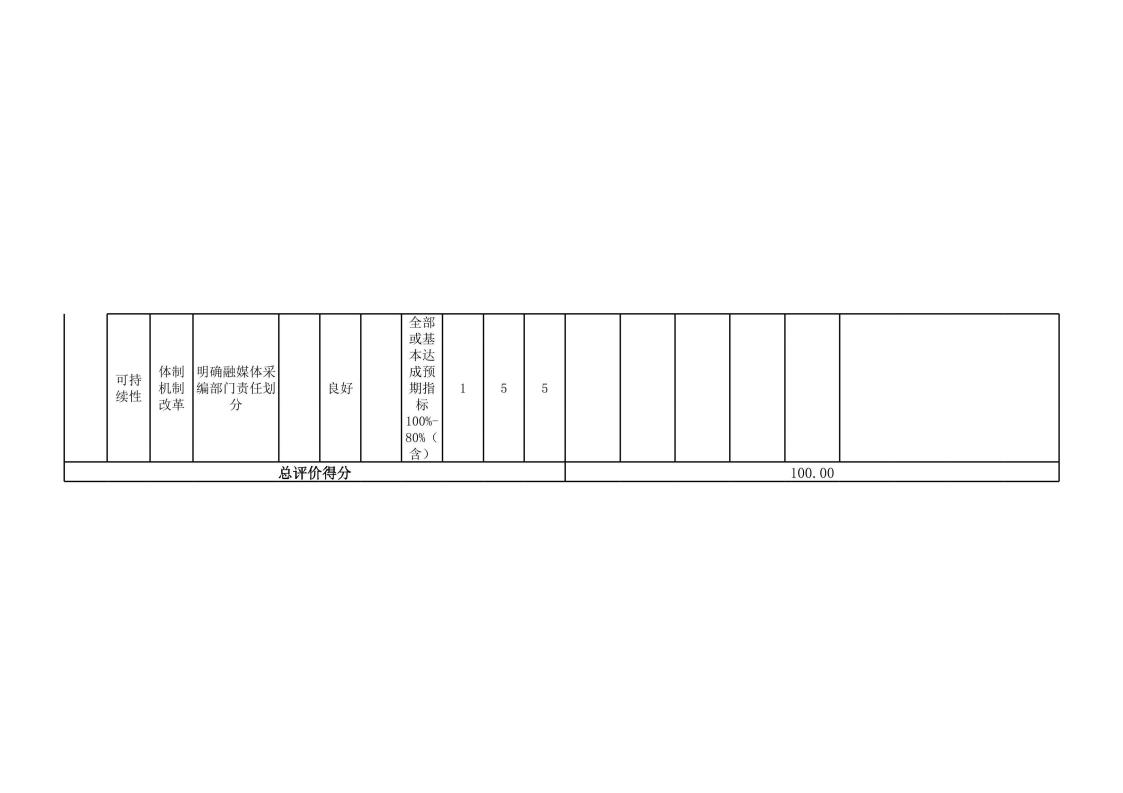 可持
续性
体制
机制
改革
明确融媒体采
编部门责任划
分
良好
全部
或基
本达
成预
期指
标
100%-
80%（
含）
1
5
5
总评价得分
100.00